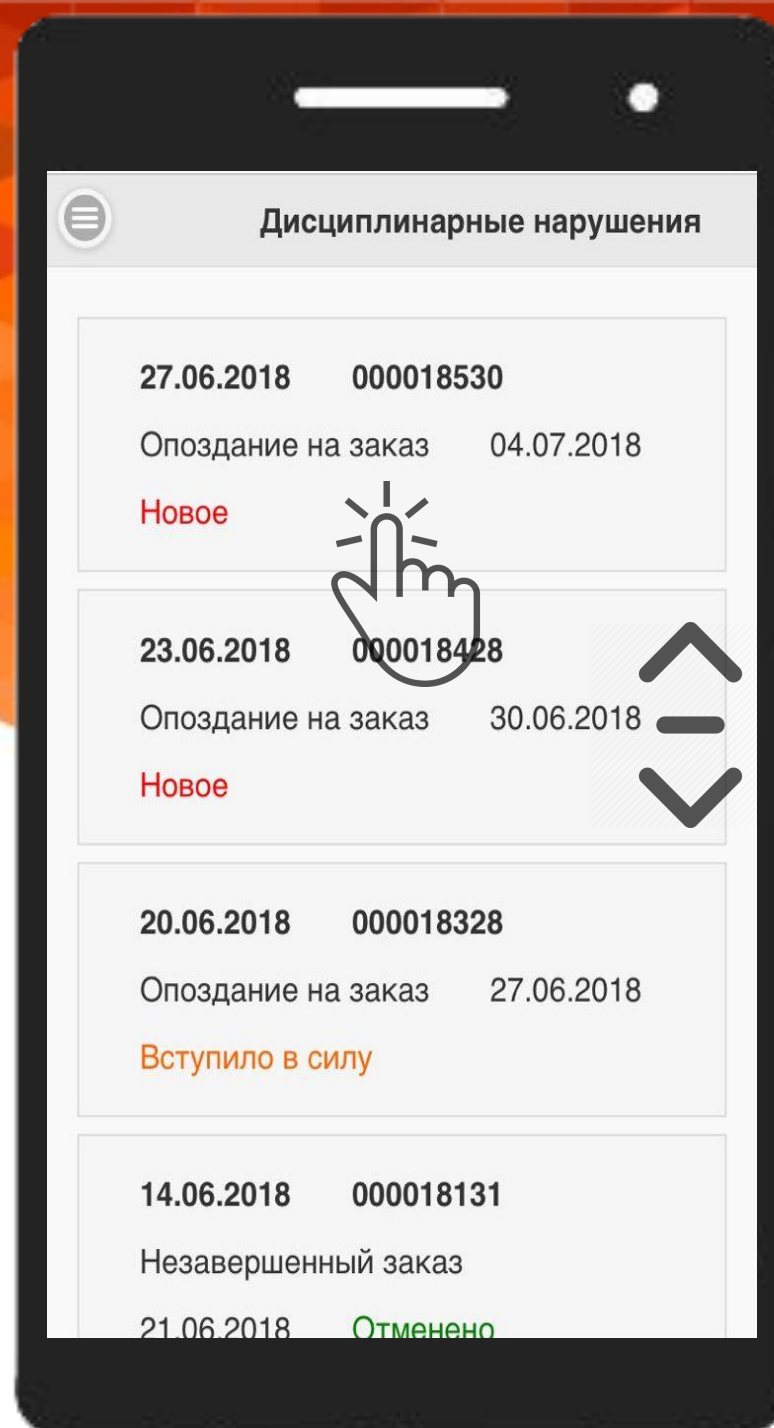 Дисциплинарные нарушения
27.06.2018 000018530
Опоздание на заказ 04.07.2018
Новое
23.06.2018 000018428
Опоздание на заказ 30.06.2018
Новое
20.06.2018 000018328
Опоздание на заказ 27.06.2018
Вступило в силу
14.06.2018 000018131
Незавершенный заказ
21.06.2018 Отменено